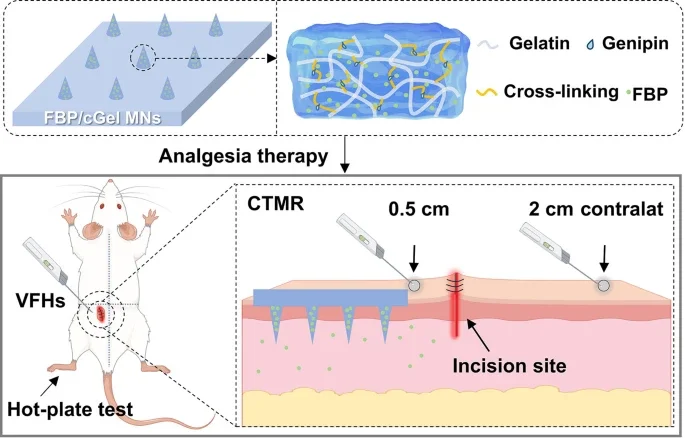 FBP/cGel MNs
Gelatin
Genipin
Cross-linking
FBP
Analgesia therapy
VFHs
Hot-plate test
CTMR
0.5 cm
2 cm contralat
Incision site